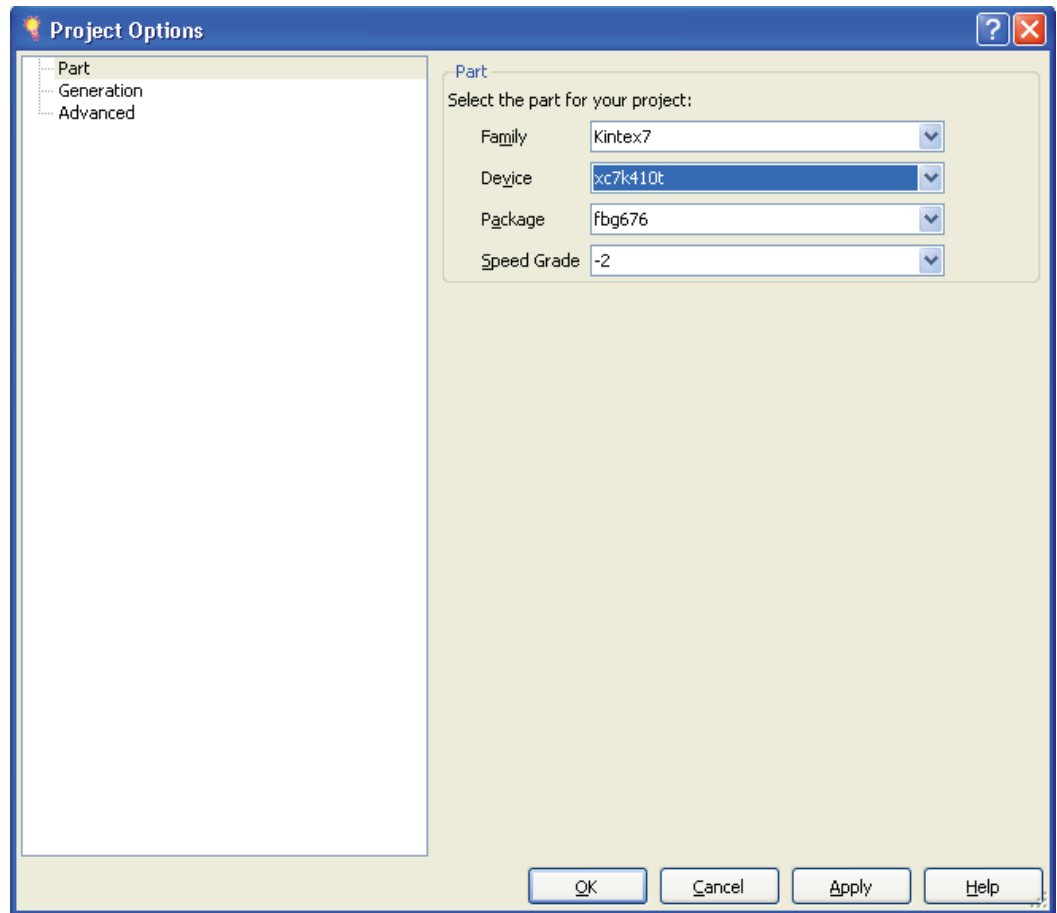 Project Options
Part
Generation
Advanced
Part
Select the part for your project:
Family Kintex7
Device xc7k410t
Package fbg676
Speed Grade -2
OK Cancel Apply Help